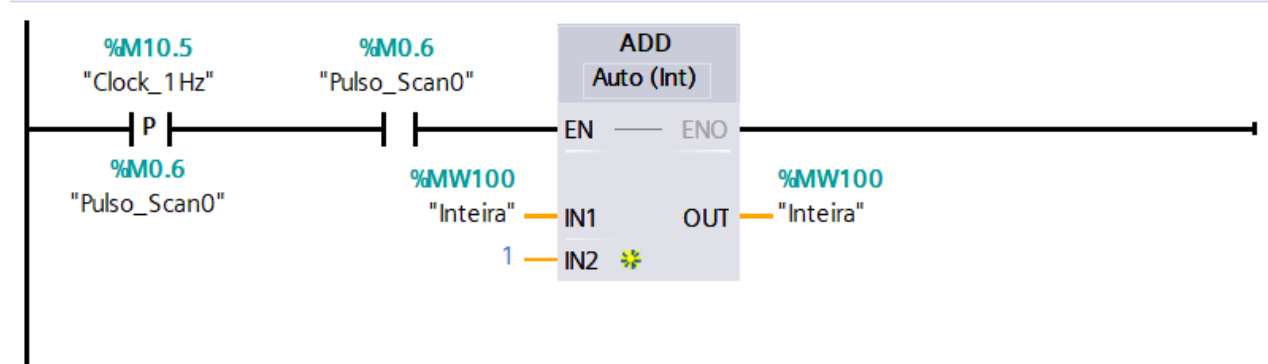 %M10.5
"Clock_1Hz"
P
%M0.6
"Pulso_Scan0"
%M0.6
"Pulso_Scan0"
ADD
Auto (Int)
EN ENO
%MW100
"Inteira" IN1
1 IN2
OUT
%MW100
"Inteira"